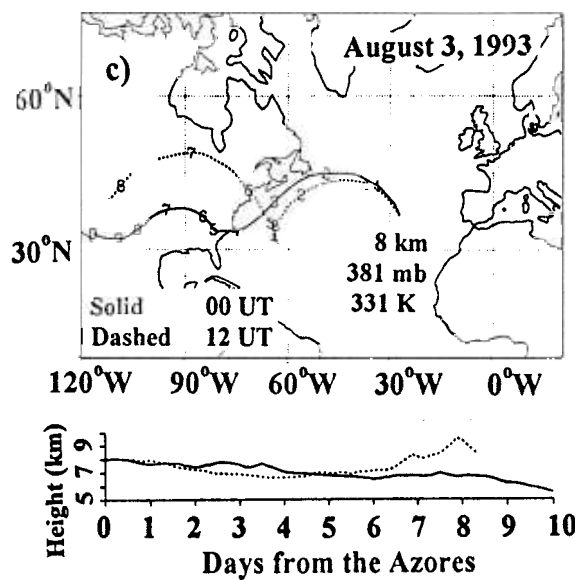 c)
August 3, 1993
60°N
30°N
8 km
381 mb
331 K
Solid 00 UT
Dashed 12 UT
120°W 90°W 60°W 30°W 0°W
Height (km)
5 7 9
0 1 2 3 4 5 6 7 8 9 10
Days from the Azores